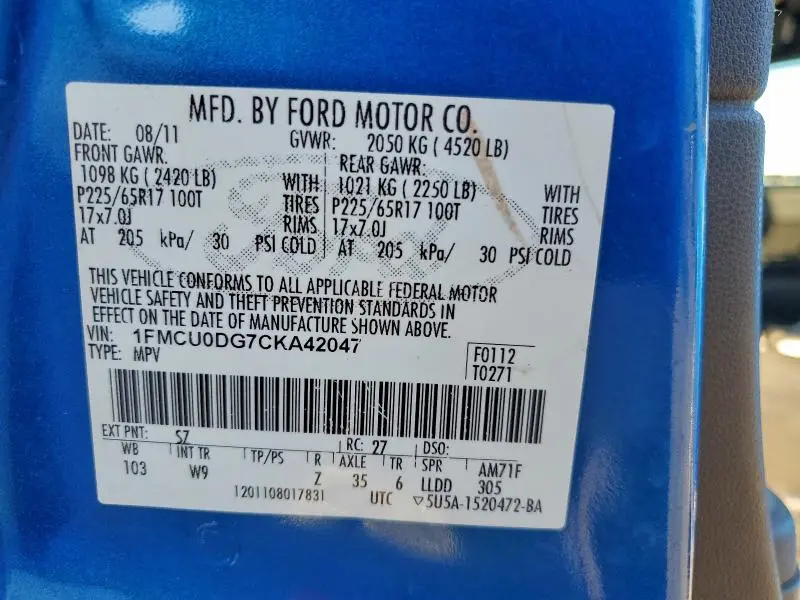 MFD. BY FORD MOTOR CO.
DATE: 08/11 GVWR: 2050 KG ( 4520 LB)
FRONT GAWR: REAR GAWR:
1098 KG ( 2420 LB) WITH 1021 KG ( 2250 LB) WITH
P225/65R17 100T TIRES P225/65R17 100T TIRES
17x7.0J RIMS 17x7.0J RIMS
AT 205 kPa/ 30 PSI COLD AT 205 kPa/ 30 PSI COLD
THIS VEHICLE CONFORMS TO ALL APPLICABLE FEDERAL MOTOR
VEHICLE SAFETY AND THEFT PREVENTION STANDARDS IN
EFFECT ON THE DATE OF MANUFACTURE SHOWN ABOVE.
VIN: 1FMCU0DG7CKA42047
TYPE: MPV
F0112
T0271
EXT PNT: SZ RC: 27 DSO:
WB INT TR TP/PS R AXLE TR SPR AM71F
103 W9 Z 35 6 LLDD 305
1201108017831 UTC ▽5U5A-1520472-BA